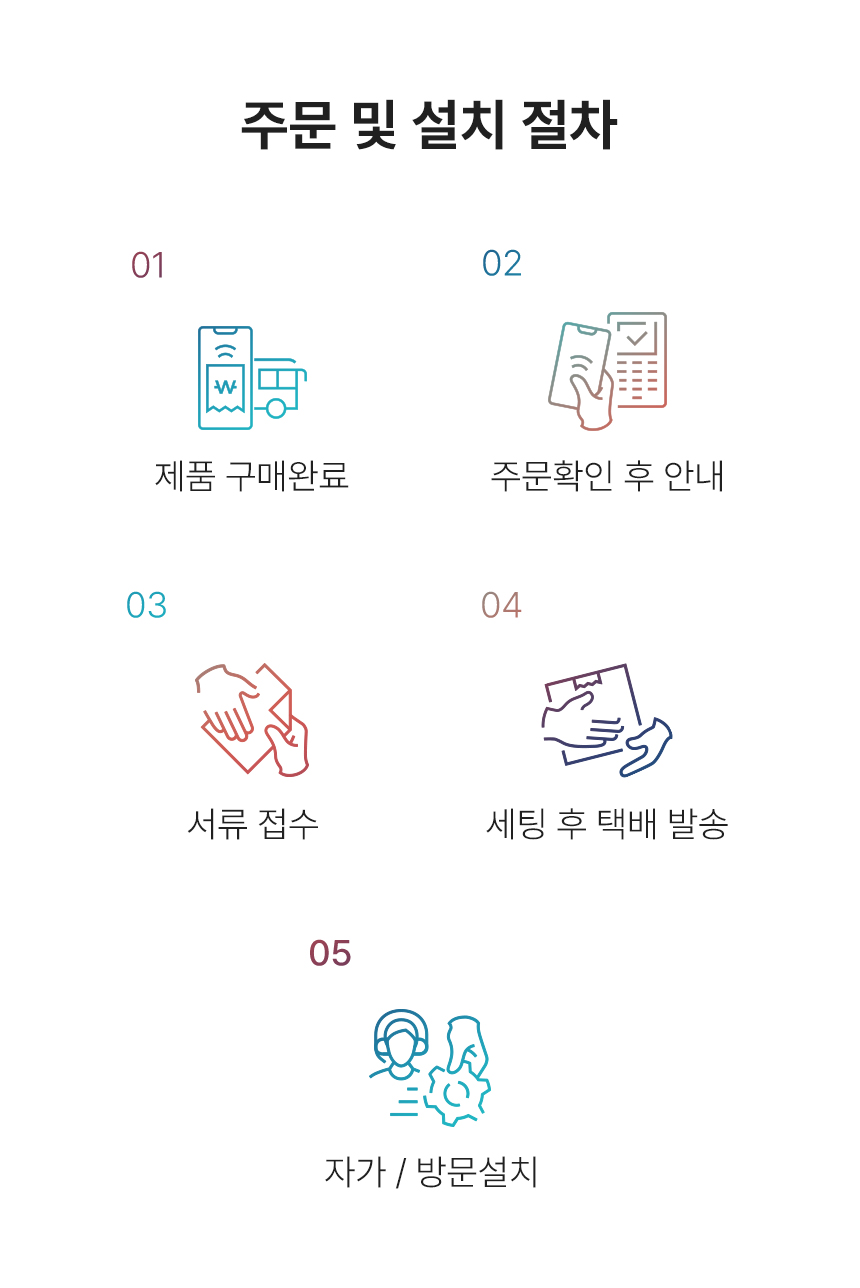 주문 및 설치 절차
01
제품 구매완료
02
주문확인 후 안내
03
서류 접수
04
세팅 후 택배 발송
05
자가 / 방문설치